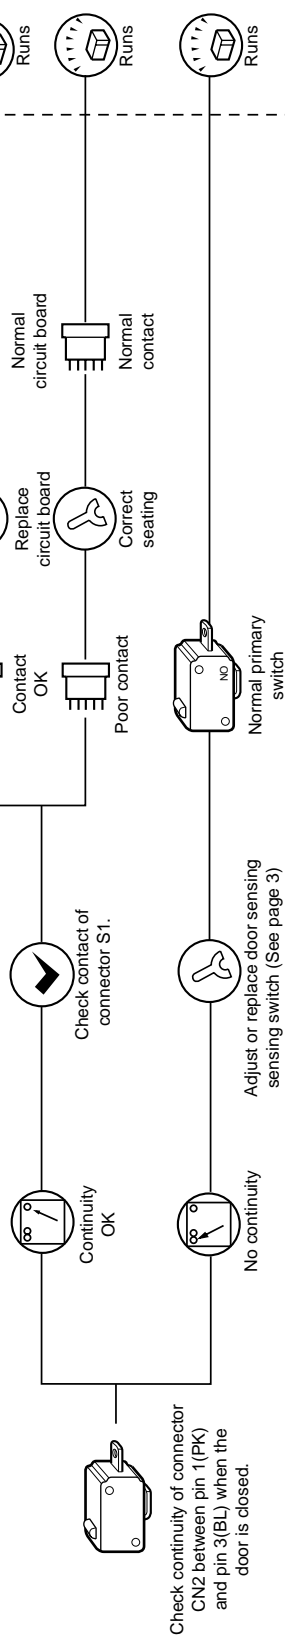 Check continuity of connector
CN2 between pin 1(PK)
and pin 3(BL) when the
door is closed.
Continuity
OK
Check contact of
connector S1.
Contact
OK
Replace
circuit board
Normal
circuit board
Runs
Poor contact
Correct
seating
Normal
contact
Runs
No continuity
Adjust or replace door sensing
sensing switch (See page 3)
NO
Normal primary
switch
Runs